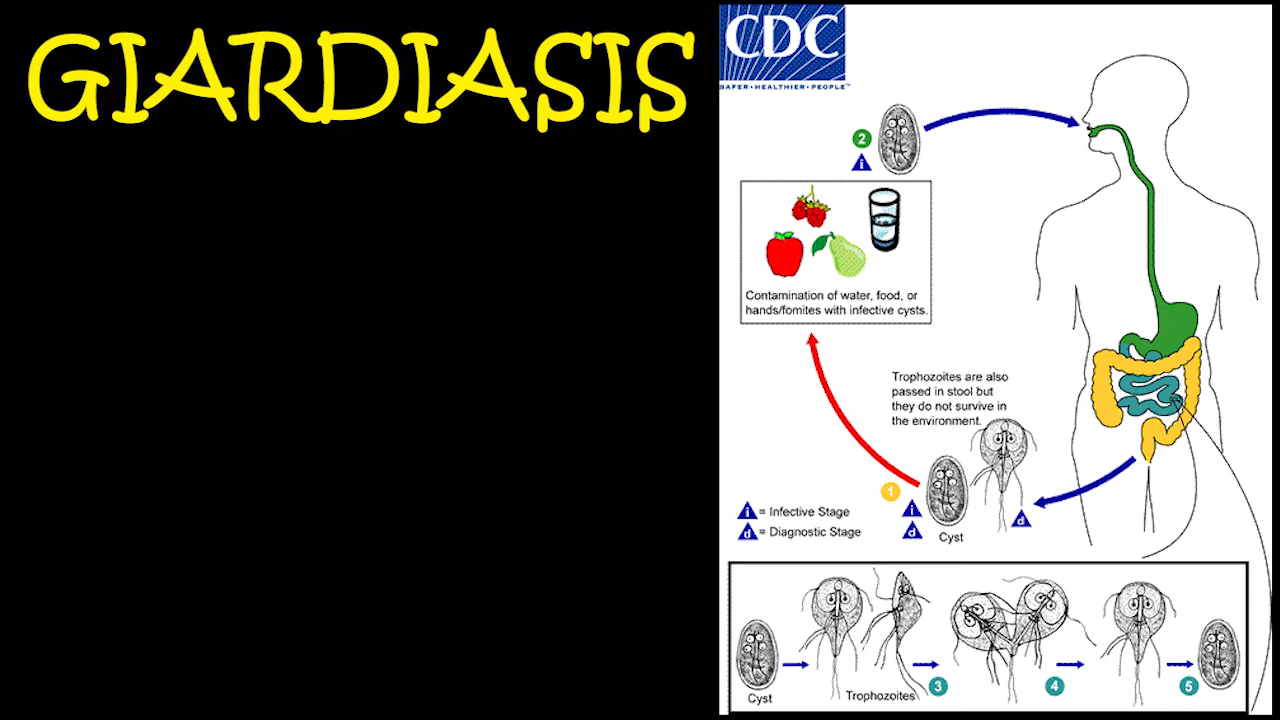 GIARDIASIS
CDC
SAFER • HEALTHIER • PEOPLE™
2
i
Contamination of water, food, or
hands/fomites with infective cysts.
Trophozoites are also
passed in stool but
they do not survive in
the environment.
1
i
d
d
Cyst
i = Infective Stage
d = Diagnostic Stage
Cyst
Trophozoites
3
4
5